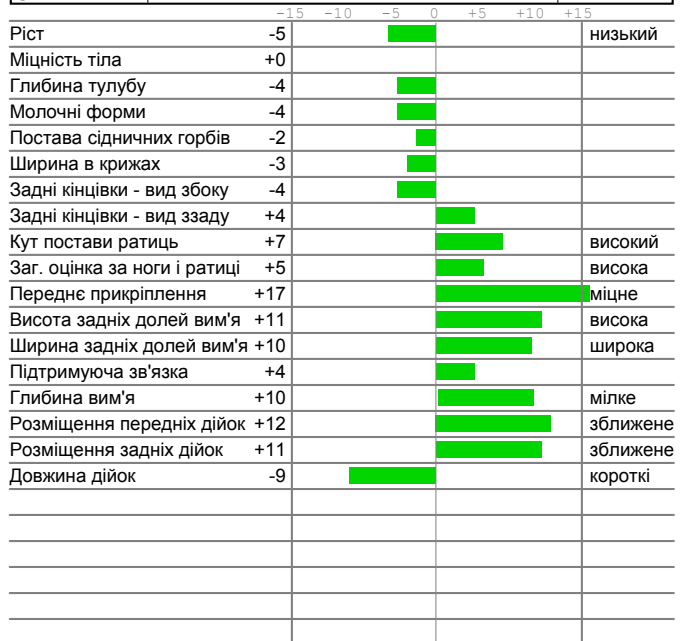 -15 -10 -5 0 +5 +10 +15
Ріст -5 низький
Міцність тіла +0
Глибина тулубу -4
Молочні форми -4
Постава сідничних горбів -2
Ширина в крижах -3
Задні кінцівки - вид збоку -4
Задні кінцівки - вид ззаду +4
Кут постави ратиць +7 високий
Заг. оцінка за ноги і ратиці +5 висока
Переднє прикріплення +17 міцне
Висота задніх долей вим'я +11 висока
Ширина задніх долей вим'я +10 широка
Підтримуюча зв'язка +4
Глибина вим'я +10 мілке
Розміщення передніх дійок +12 зближене
Розміщення задніх дійок +11 зближене
Довжина дійок -9 короткі